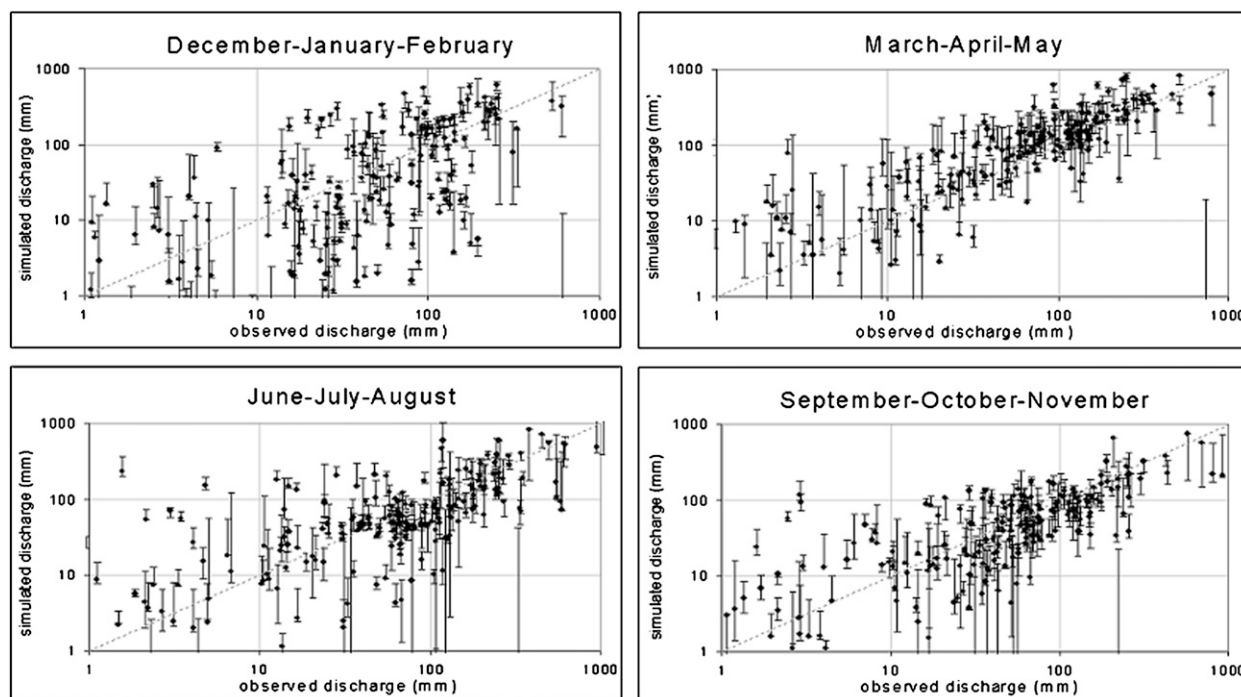 December-January-February
1000
100
10
1
simulated discharge (mm)
1 10 100 1000
observed discharge (mm)
March-April-May
1000
100
10
1
simulated discharge (mm;
1 10 100 1000
observed discharge (mm)
June-July-August
1000
100
10
1
simulated discharge (mm)
1 10 100 1000
observed discharge (mm)
September-October-November
1000
100
10
1
simulated discharge (mm)
1 10 100 1000
observed discharge (mm)